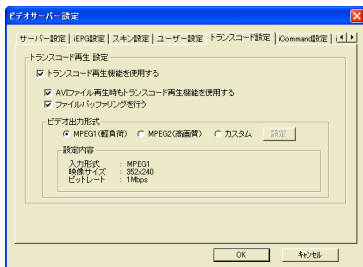 ビデオサーバー設定
サーバー設定 iEPG設定 スキン設定 ユーザー設定 トランスコード設定 iCommand設定
トランスコード再生 設定
トランスコード再生機能を使用する
AVIファイル再生時もトランスコード再生機能を使用する
ファイルバッファリングを行う
ビデオ出力形式
MPEG1(軽負荷) MPEG2(高画質) カスタム 設定
設定内容
入力形式 : MPEG1
映像サイズ : 352x240
ビットレート : 1Mbps
OK キャンセル